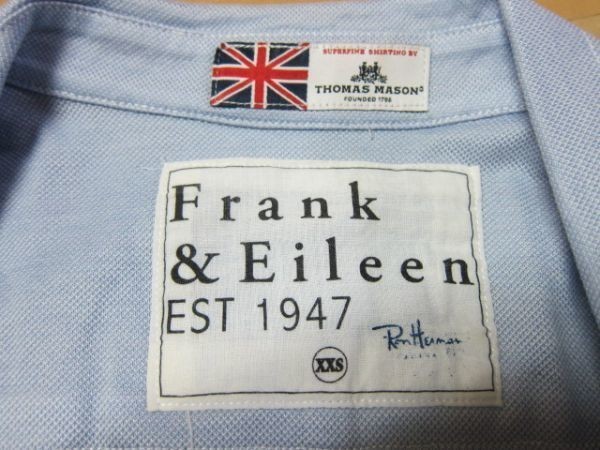 SUPERFINE SHIRTING BY
THOMAS MASON®
FOUNDED 1796
Frank
& Eileen
EST 1947
Ron Herman
XXS